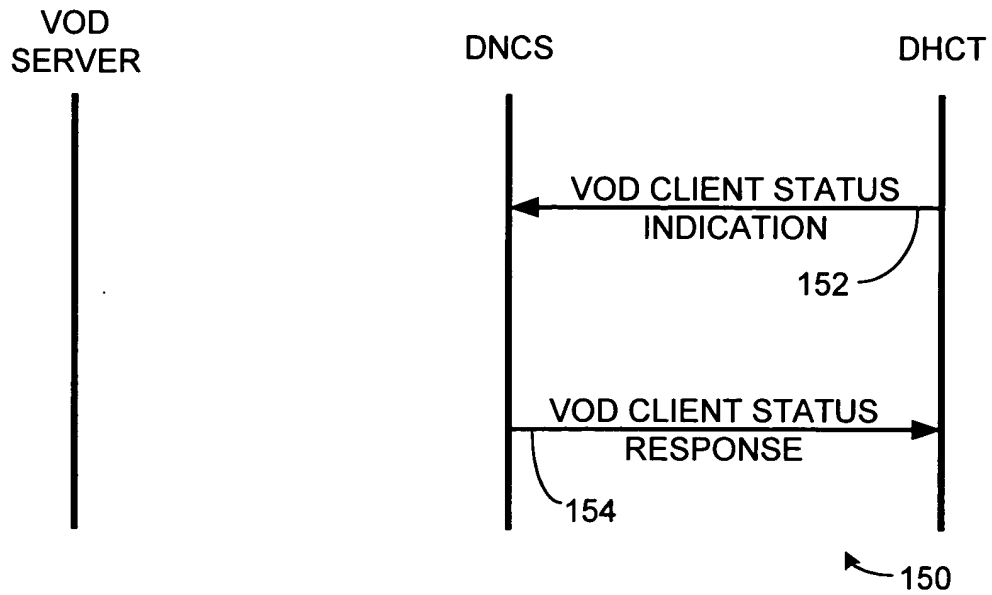 VOD
SERVER
DNCS
DHCT
VOD CLIENT STATUS
INDICATION
152
VOD CLIENT STATUS
RESPONSE
154
150